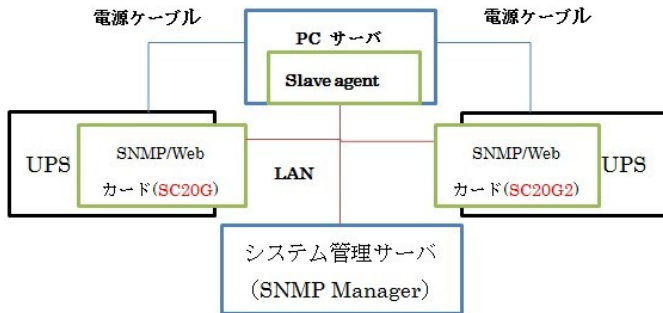 電源ケーブル
電源ケーブル
PC サーバ
Slave agent
UPS
SNMP/Web
カード(SC20G)
LAN
SNMP/Web
カード(SC20G2)
UPS
システム管理サーバ
（SNMP Manager）